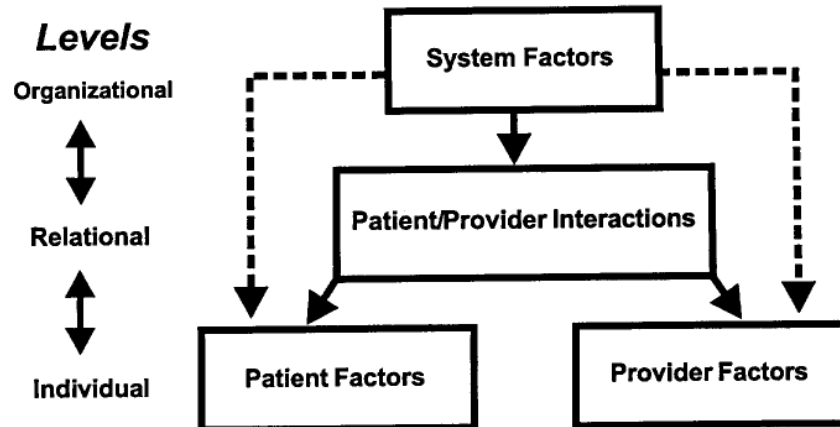 Levels
Organizational
Relational
Individual
System Factors
Patient/Provider Interactions
Patient Factors
Provider Factors